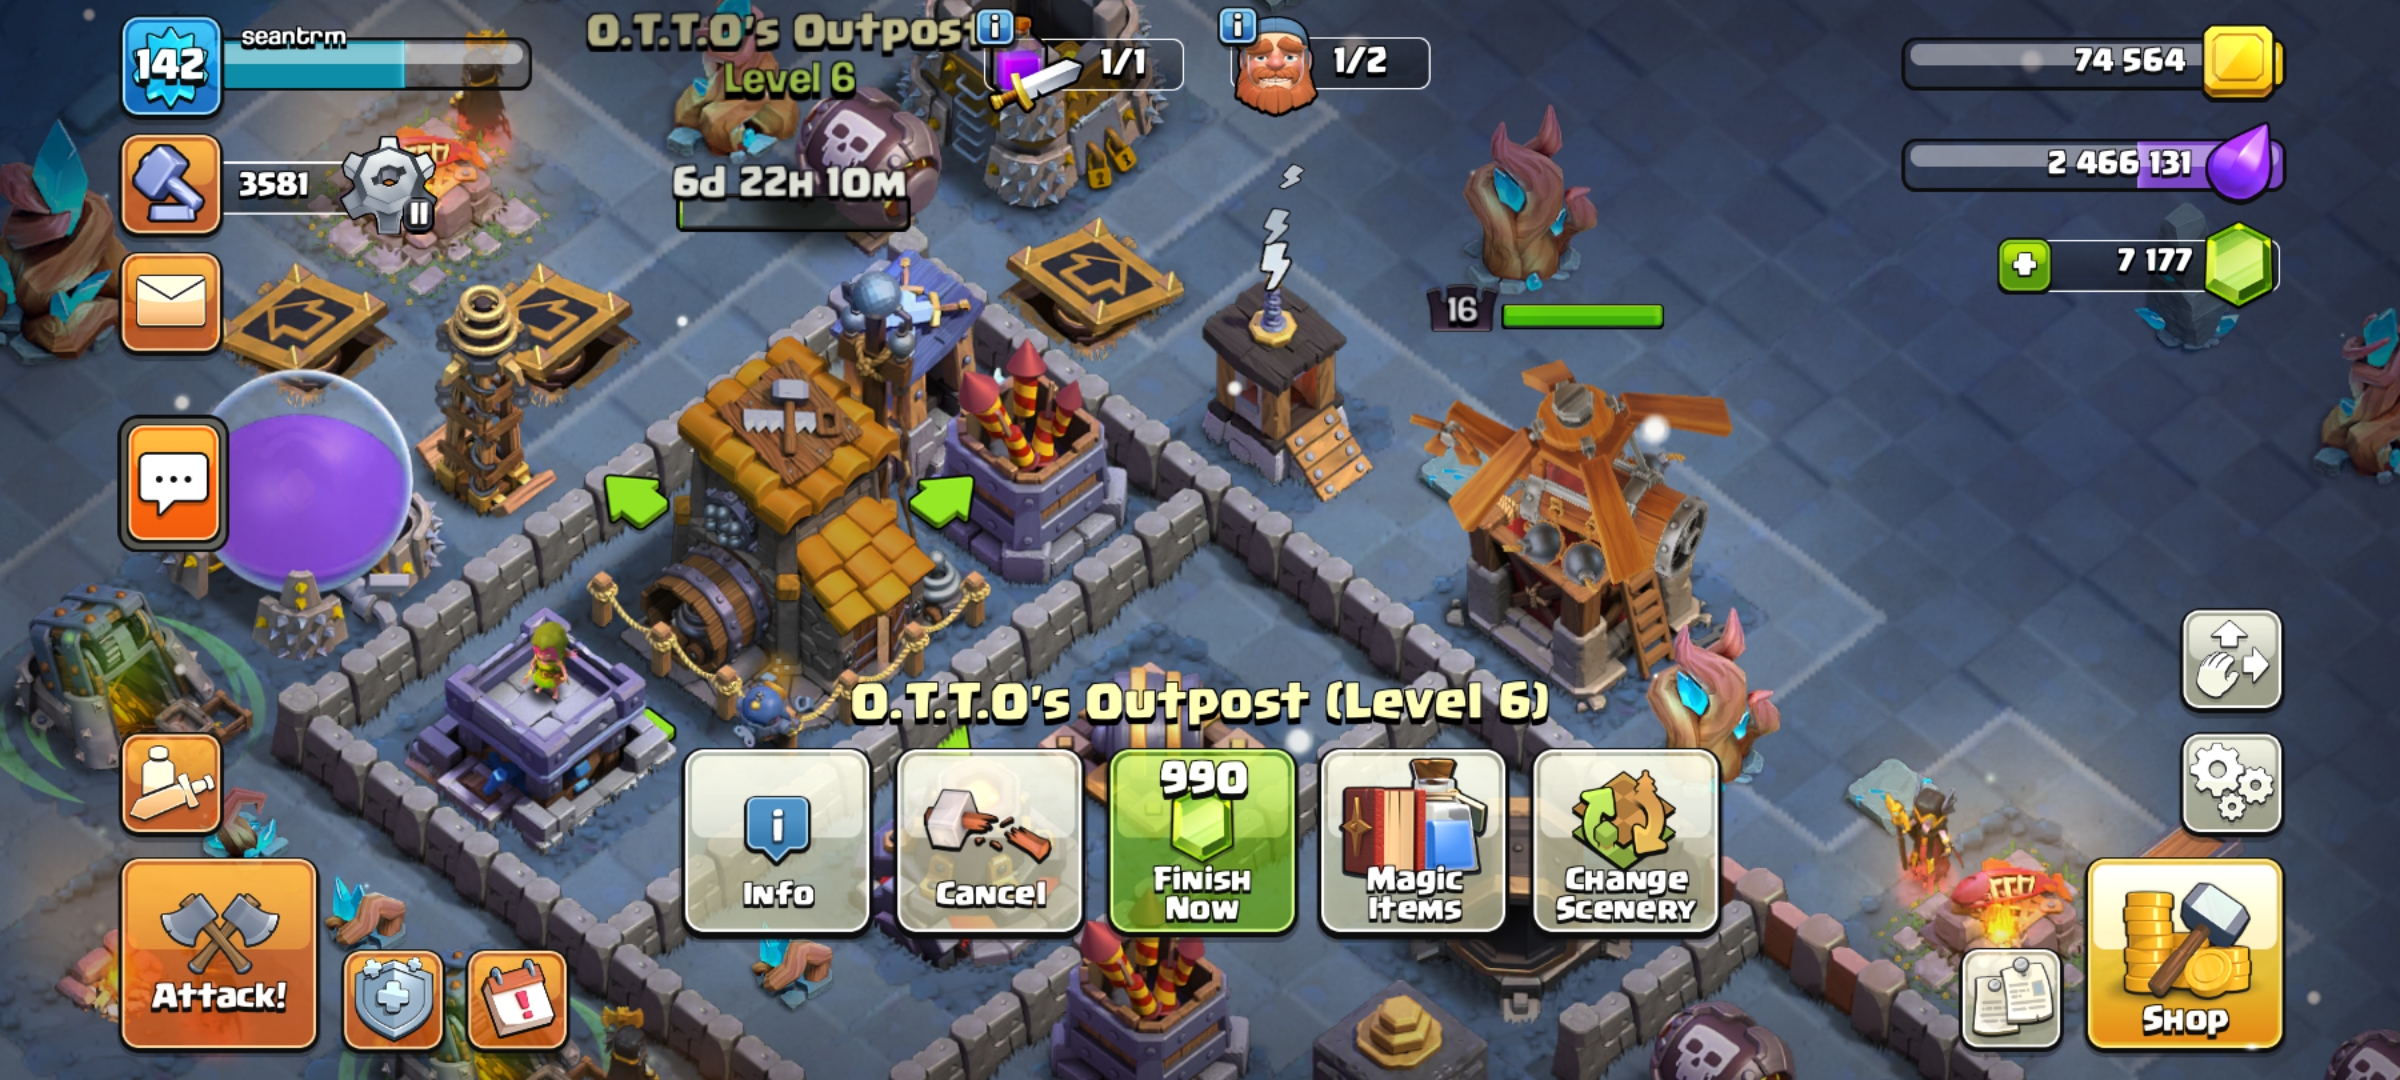 142
seantrm
O.T.T.O's Outpost
Level 6
1/1
1/2
74 564
3581
2 466 131
6d 22h 10m
7 177
16
O.T.T.O's Outpost (Level 6)
990
Info
Cancel
Finish
Now
Magic
Items
Change
Scenery
Attack!
Shop